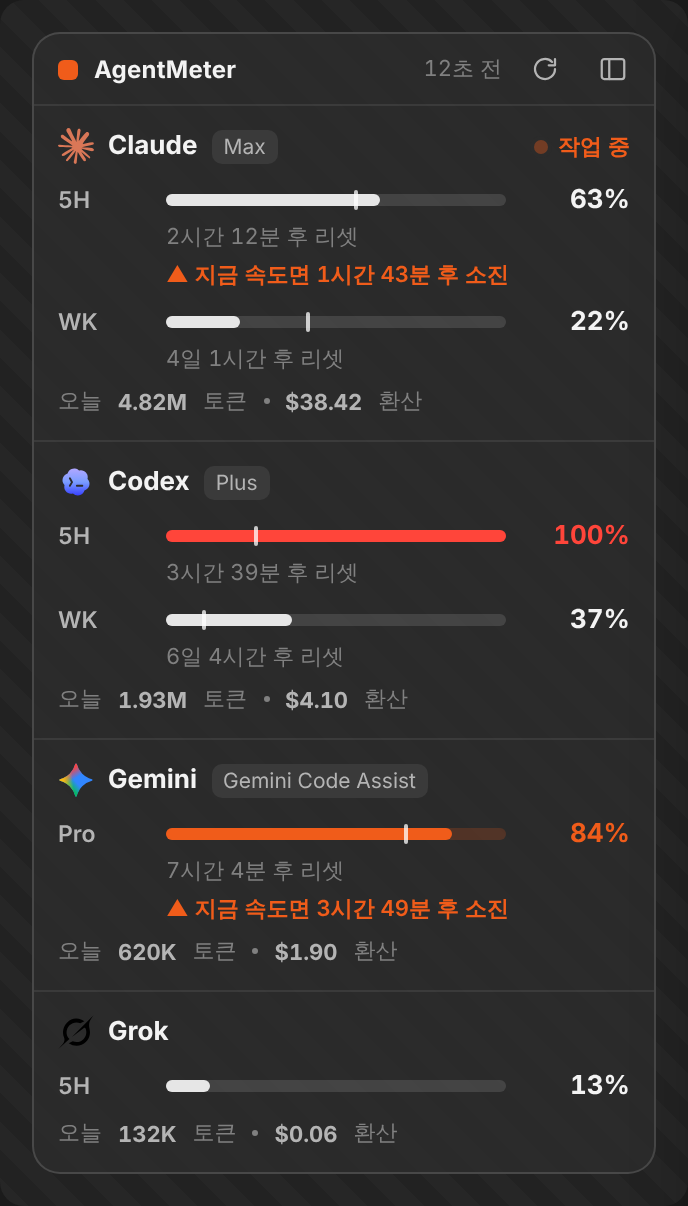 AgentMeter 12초 전
Claude Max 작업 중
5H 63%
2시간 12분 후 리셋
▲ 지금 속도면 1시간 43분 후 소진
WK 22%
4일 1시간 후 리셋
오늘 4.82M 토큰 • $38.42 환산
Codex Plus
5H 100%
3시간 39분 후 리셋
WK 37%
6일 4시간 후 리셋
오늘 1.93M 토큰 • $4.10 환산
Gemini Gemini Code Assist
Pro 84%
7시간 4분 후 리셋
▲ 지금 속도면 3시간 49분 후 소진
오늘 620K 토큰 • $1.90 환산
Grok
5H 13%
오늘 132K 토큰 • $0.06 환산